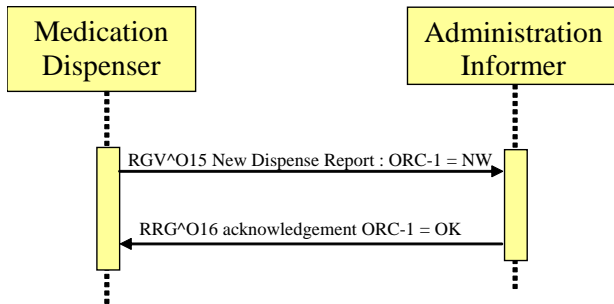 Medication
Dispenser
Administration
Informer
RGV^O15 New Dispense Report : ORC-1 = NW
RRG^O16 acknowledgement ORC-1 = OK